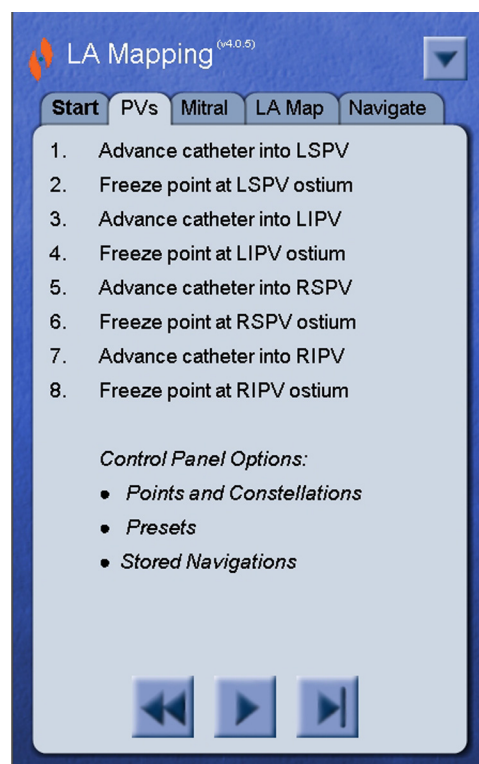 LA Mapping (v4.0.5)
Start PVs Mitral LA Map Navigate
1. Advance catheter into LSPV
2. Freeze point at LSPV ostium
3. Advance catheter into LIPV
4. Freeze point at LIPV ostium
5. Advance catheter into RSPV
6. Freeze point at RSPV ostium
7. Advance catheter into RIPV
8. Freeze point at RIPV ostium
Control Panel Options:
• Points and Constellations
• Presets
• Stored Navigations